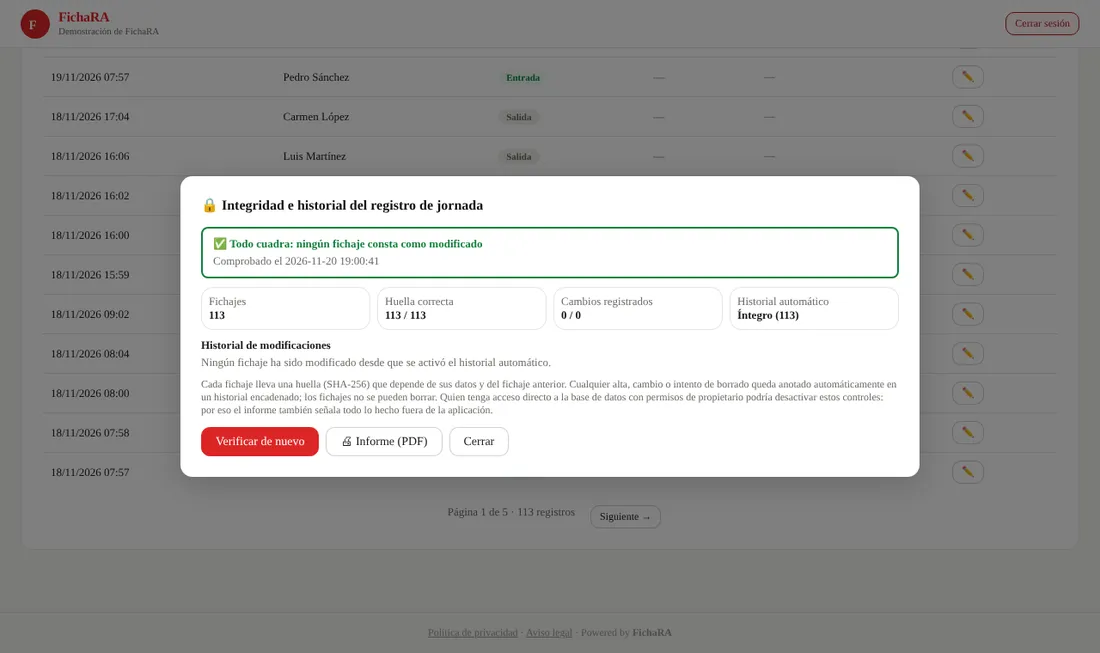 F
FichaRA
Demostración de FichaRA
Cerrar sesión
19/11/2026 07:57 Pedro Sánchez Entrada — —
18/11/2026 17:04 Carmen López Salida — —
18/11/2026 16:06 Luis Martínez Salida — —
18/11/2026 16:02
18/11/2026 16:00
18/11/2026 15:59
18/11/2026 09:02
18/11/2026 08:04
18/11/2026 08:00
18/11/2026 07:58
18/11/2026 07:57
🔒 Integridad e historial del registro de jornada
✅ Todo cuadra: ningún fichaje consta como modificado
Comprobado el 2026-11-20 19:00:41
Fichajes
113
Huella correcta
113 / 113
Cambios registrados
0 / 0
Historial automático
Íntegro (113)
Historial de modificaciones
Ningún fichaje ha sido modificado desde que se activó el historial automático.
Cada fichaje lleva una huella (SHA-256) que depende de sus datos y del fichaje anterior. Cualquier alta, cambio o intento de borrado queda anotado automáticamente en
un historial encadenado; los fichajes no se pueden borrar. Quien tenga acceso directo a la base de datos con permisos de propietario podría desactivar estos controles:
por eso el informe también señala todo lo hecho fuera de la aplicación.
Verificar de nuevo
🖨 Informe (PDF)
Cerrar
Página 1 de 5 · 113 registros
Siguiente →
Política de privacidad · Aviso legal · Powered by FichaRA